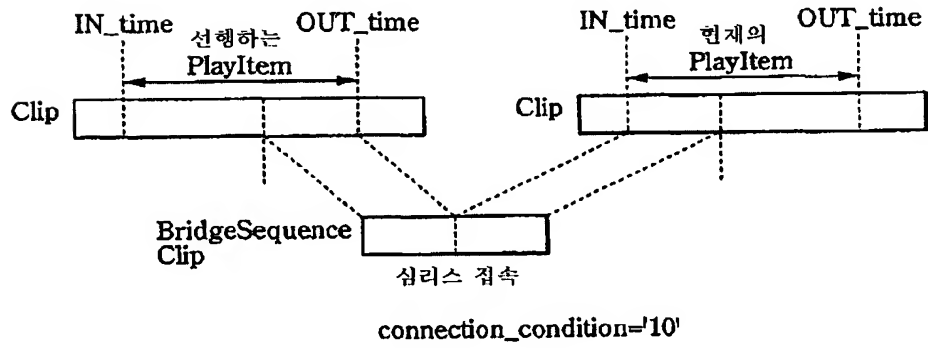 IN_time
선행하는
OUT_time
PlayItem
Clip
IN_time
현재의
OUT_time
PlayItem
Clip
BridgeSequence
Clip
심리스 접속
connection_condition='10'